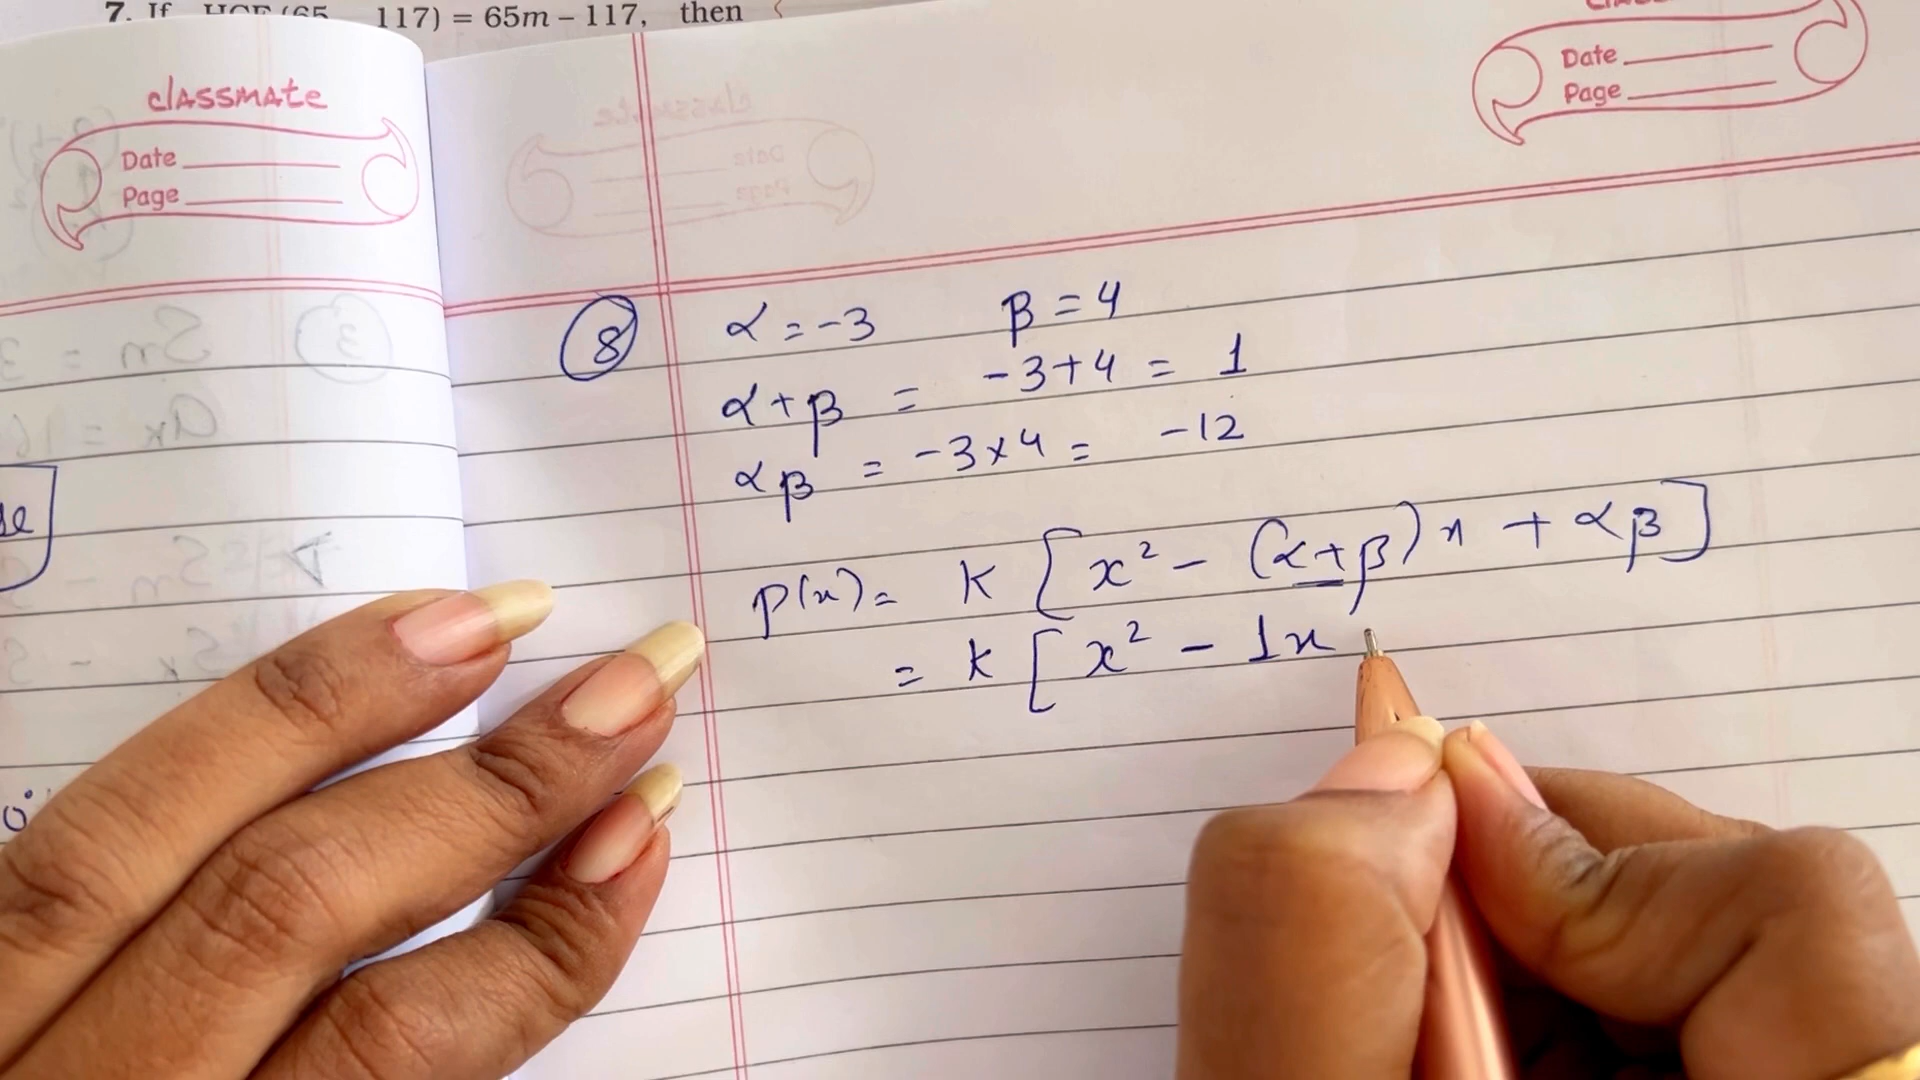 7. If HCF (65 117) = 65m – 117, then
classmate
Date
Page
Date
Page
8 α = -3 β = 4
α + β = -3+4 = 1
αβ = -3×4 = -12
p(x) = K [ x² - (α+β)x + αβ ]
= K [ x² - 1x